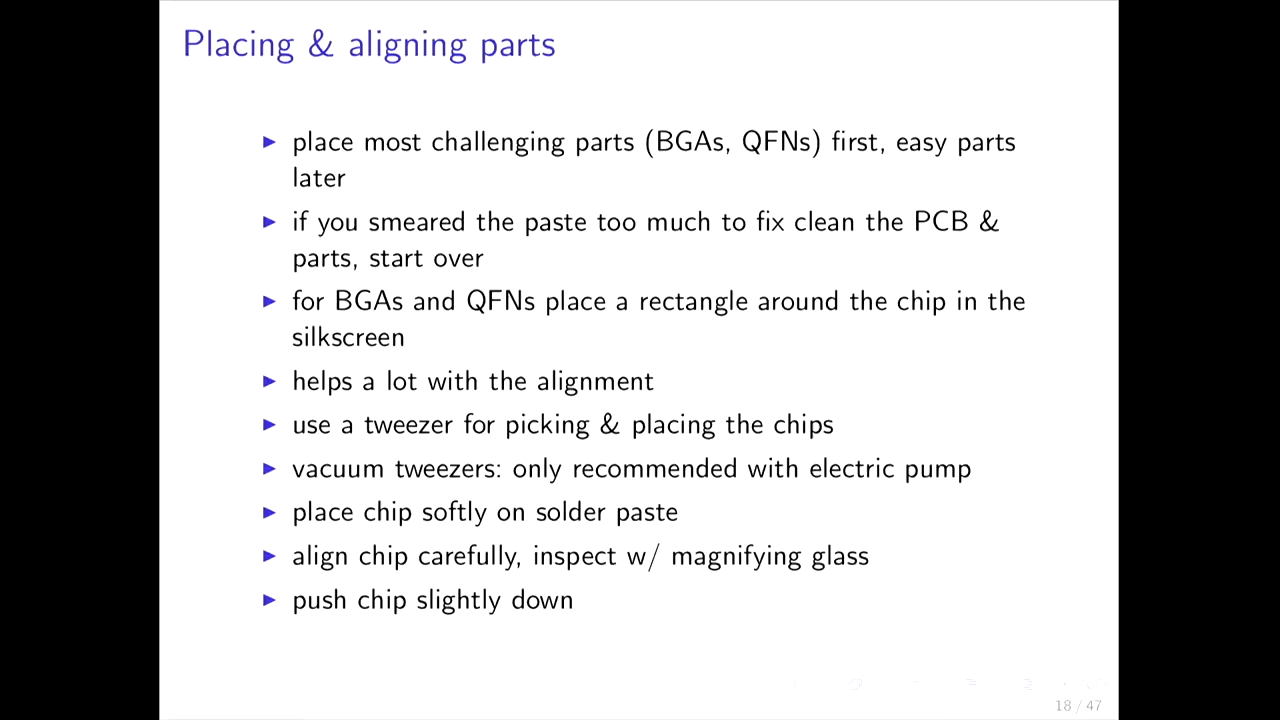 Placing & aligning parts
▶ place most challenging parts (BGAs, QFNs) first, easy parts
later
▶ if you smeared the paste too much to fix clean the PCB &
parts, start over
▶ for BGAs and QFNs place a rectangle around the chip in the
silkscreen
▶ helps a lot with the alignment
▶ use a tweezer for picking & placing the chips
▶ vacuum tweezers: only recommended with electric pump
▶ place chip softly on solder paste
▶ align chip carefully, inspect w/ magnifying glass
▶ push chip slightly down
18 / 47